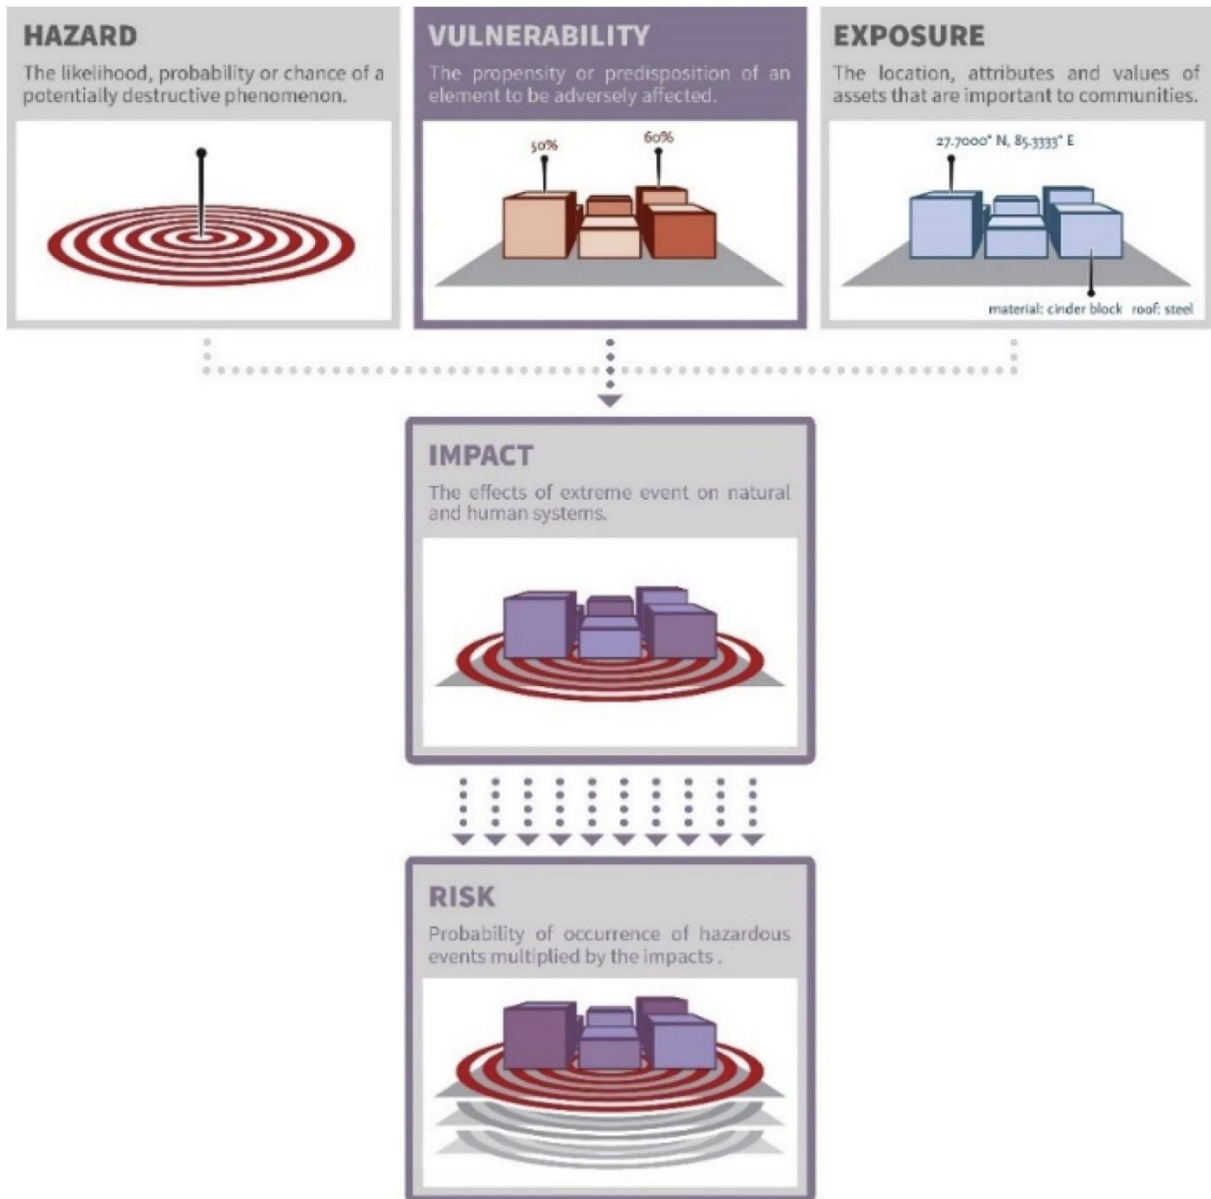 HAZARD
The likelihood, probability or chance of a
potentially destructive phenomenon.
VULNERABILITY
The propensity or predisposition of an
element to be adversely affected.
50%
60%
EXPOSURE
The location, attributes and values of
assets that are important to communities.
27.7000° N, 85.3333° E
material: cinder block roof: steel
IMPACT
The effects of extreme event on natural
and human systems.
RISK
Probability of occurrence of hazardous
events multiplied by the impacts .